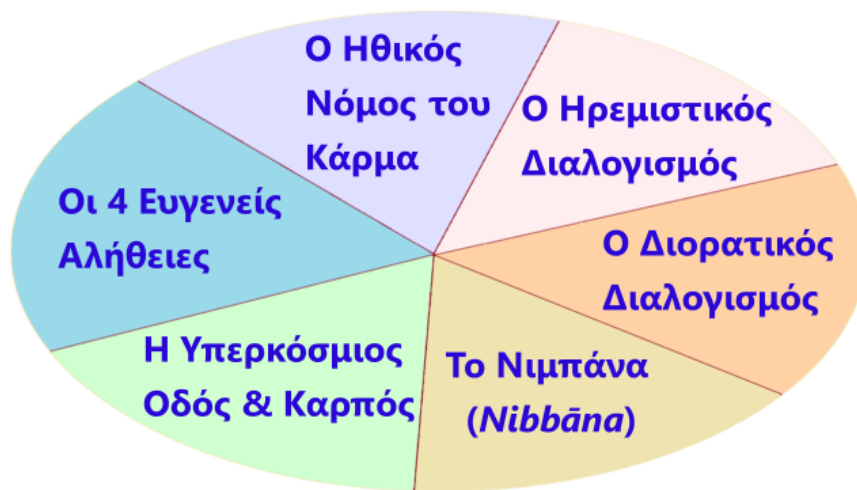 Ο Ηθικός
Νόμος του
Κάρμα
Ο Ηρεμιστικός
Διαλογισμός
Ο Διορατικός
Διαλογισμός
Το Νιμπάνα
(Nibbāna)
Η Υπερκόσμιος
Οδός & Καρπός
Οι 4 Ευγενείς
Αλήθειες